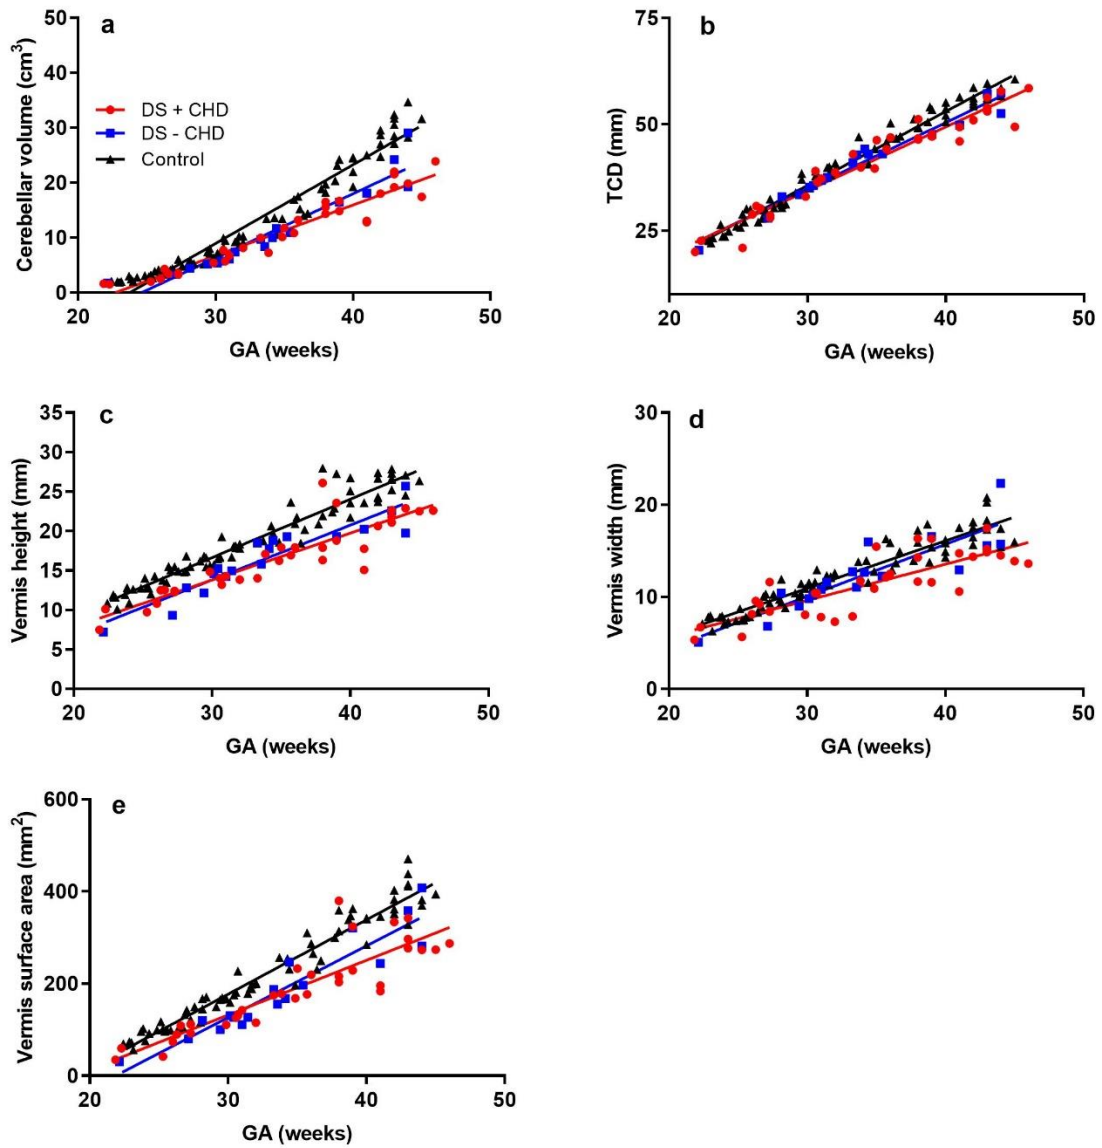 a
Cerebellar volume (cm³)
50
40
30
20
10
0
DS + CHD
DS - CHD
Control
20 30 40 50
GA (weeks)
b
TCD (mm)
75
50
25
20 30 40 50
GA (weeks)
c
Vermis height (mm)
35
30
25
20
15
10
5
0
20 30 40 50
GA (weeks)
d
Vermis width (mm)
30
20
10
0
20 30 40 50
GA (weeks)
e
Vermis surface area (mm²)
600
400
200
0
20 30 40 50
GA (weeks)